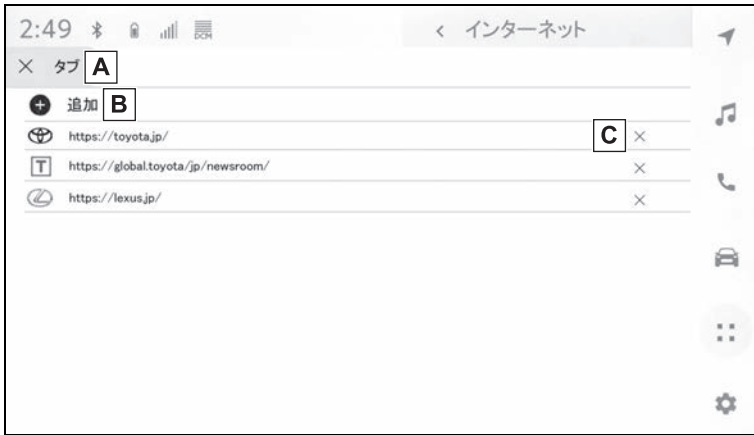 2:49 DCM < インターネット
× タブ A
追加 B
https://toyota.jp/ C ×
T https://global.toyota/jp/newsroom/ ×
https://lexus.jp/ ×